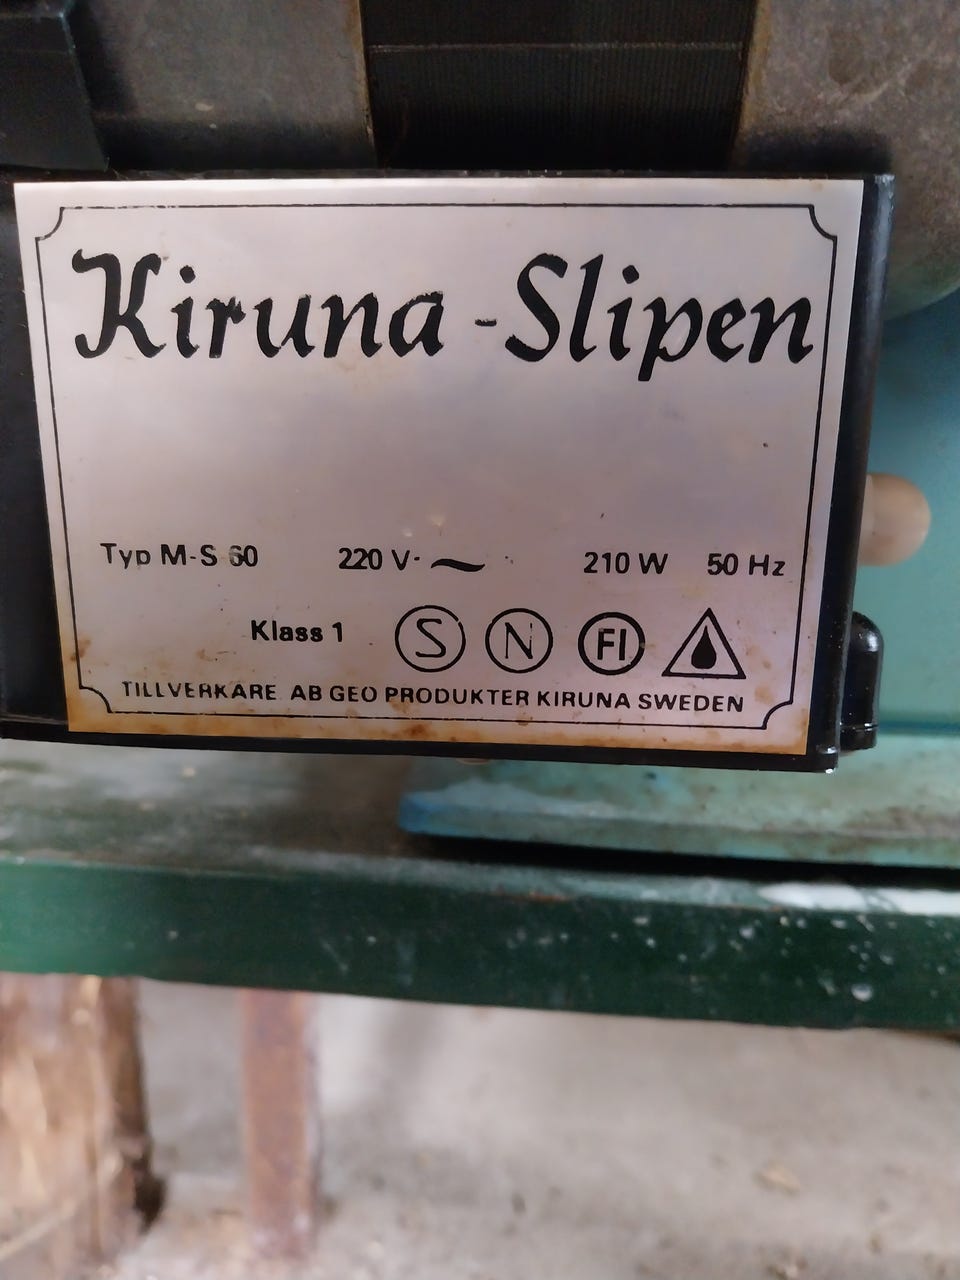 Kiruna-Slipen
Typ M-S 60 220 V ~ 210 W 50 Hz
Klass 1 S N FI
TILLVERKARE AB GEO PRODUKTER KIRUNA SWEDEN